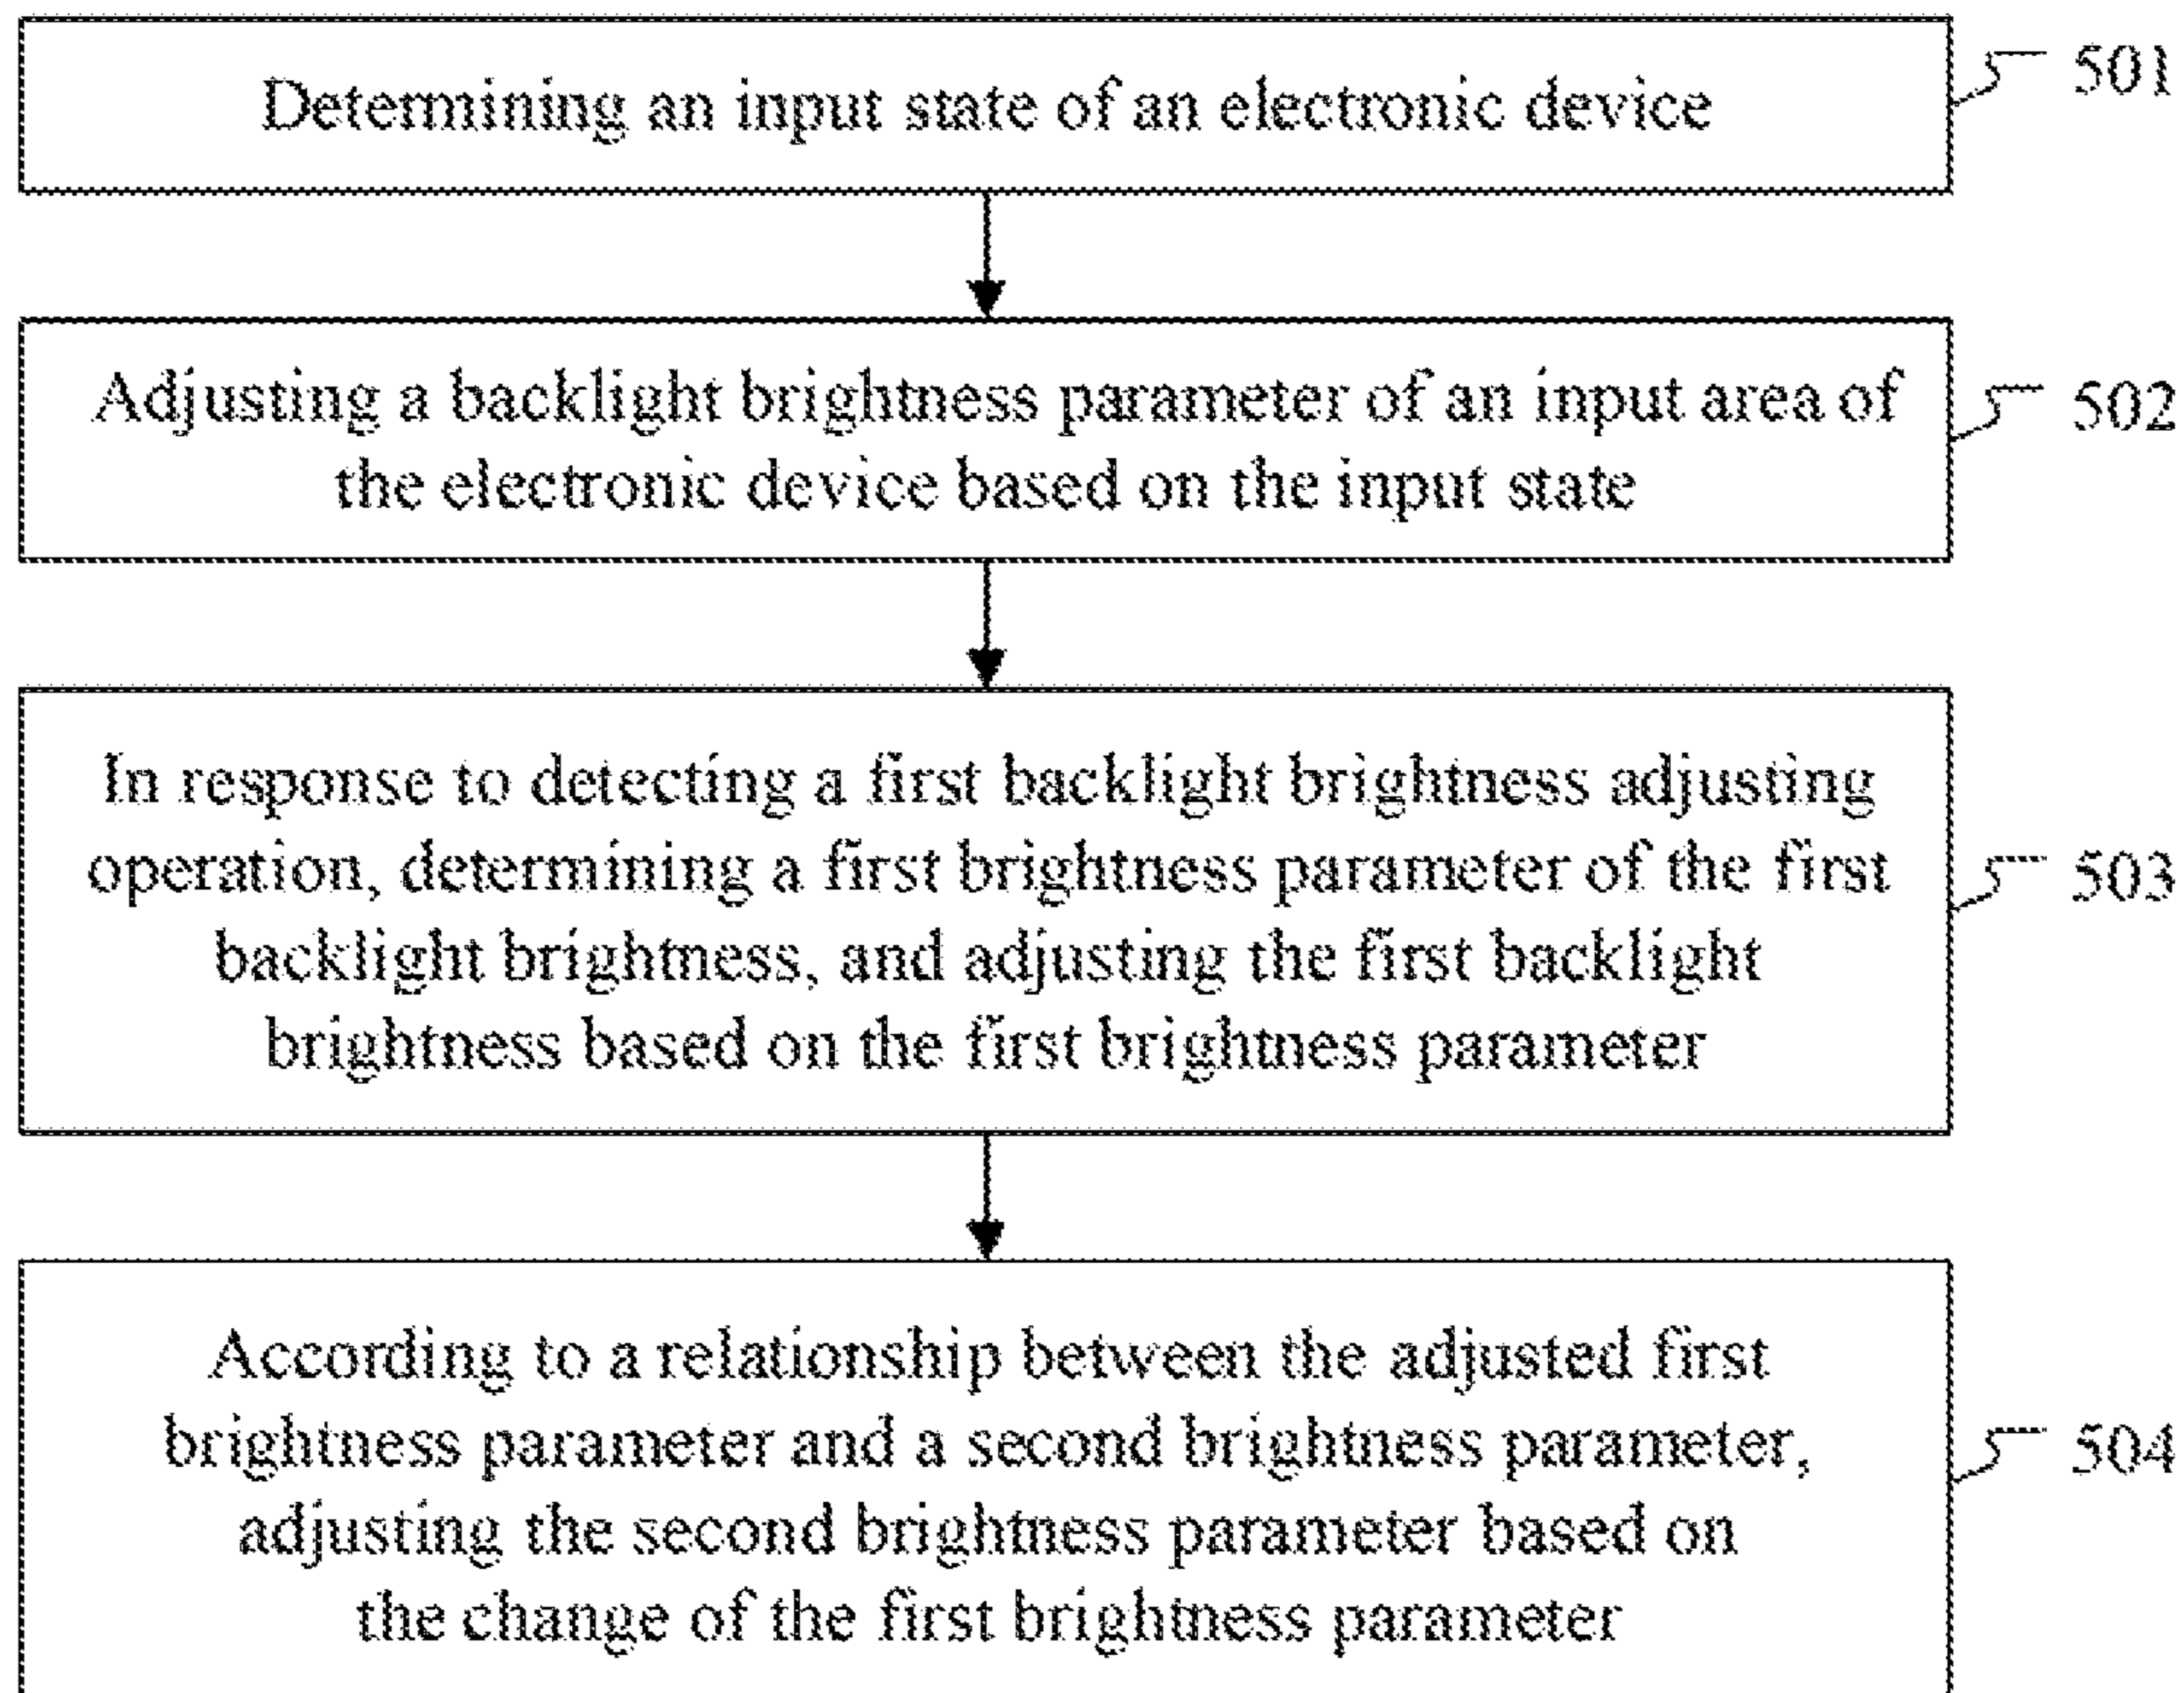 Determining an input state of an electronic device
501
Adjusting a backlight brightness parameter of an input area of
the electronic device based on the input state
502
In response to detecting a first backlight brightness adjusting
operation, determining a first brightness parameter of the first
backlight brightness, and adjusting the first backlight
brightness based on the first brightness parameter
503
According to a relationship between the adjusted first
brightness parameter and a second brightness parameter,
adjusting the second brightness parameter based on
the change of the first brightness parameter
504